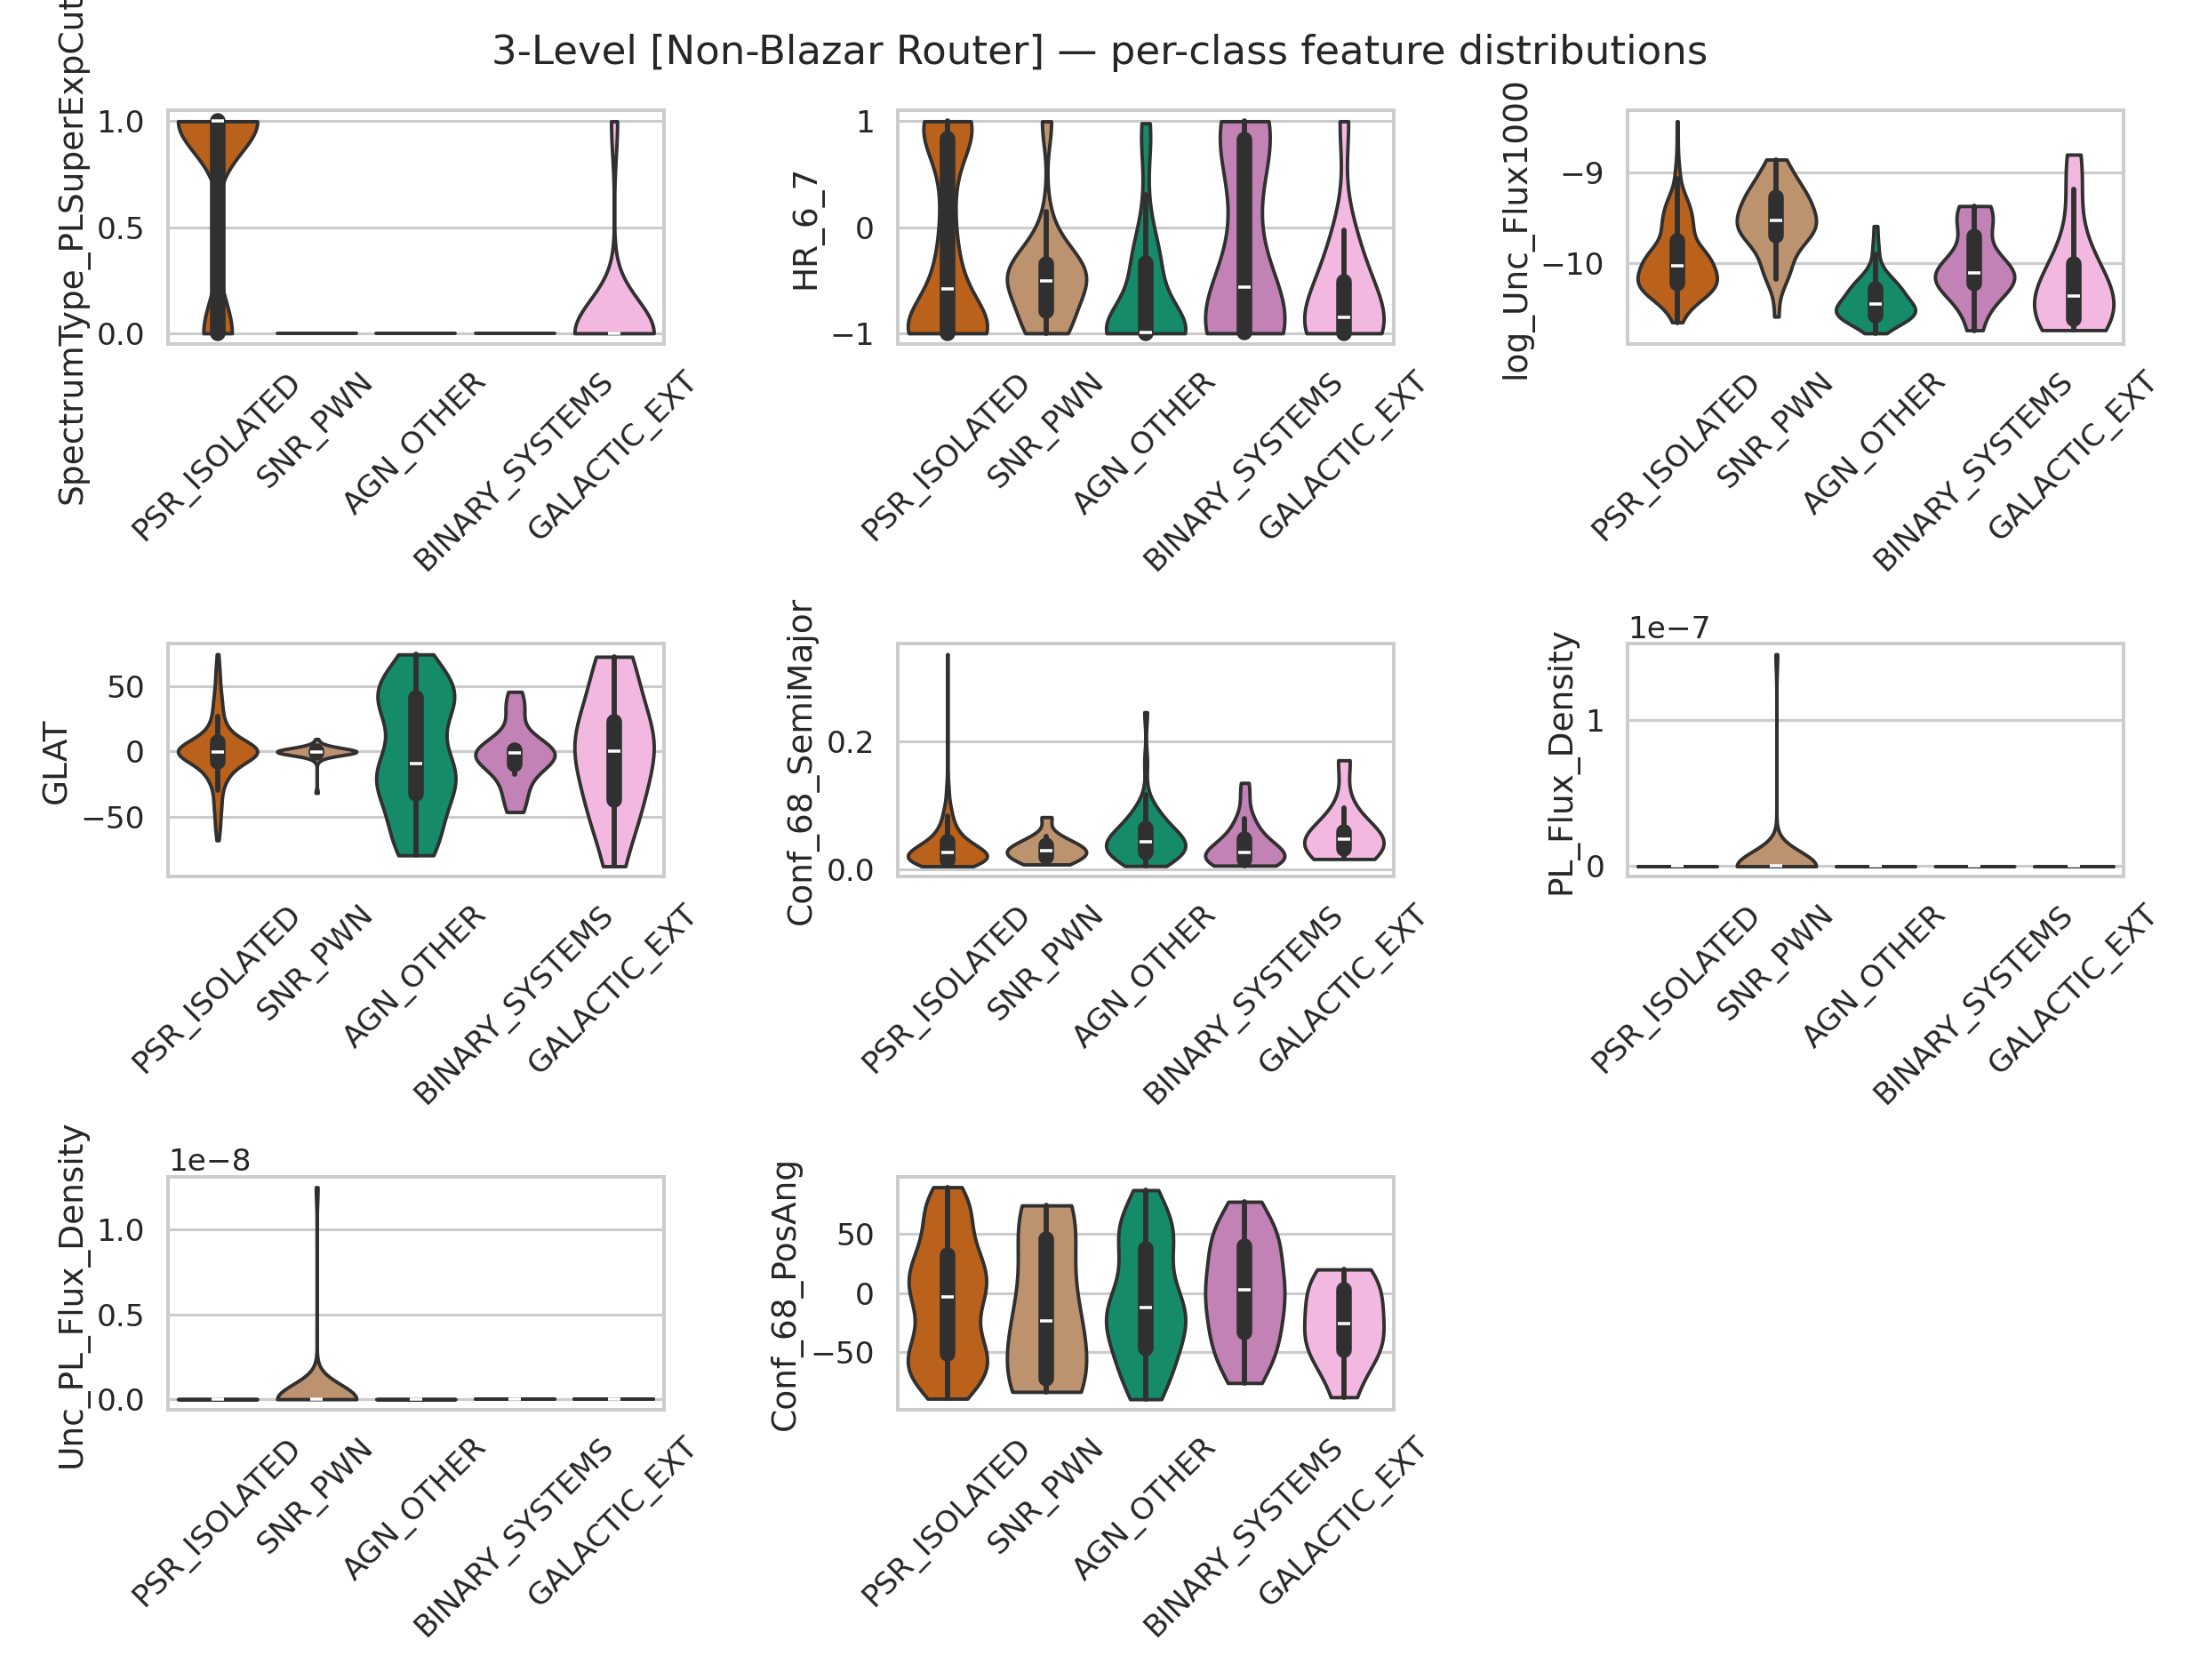 3-Level [Non-Blazar Router] — per-class feature distributions
SpectrumType_PLSuperExpCut
1.0
0.5
0.0
PSR_ISOLATED
SNR_PWN
AGN_OTHER
BINARY_SYSTEMS
GALACTIC_EXT
HR_6_7
1
0
−1
PSR_ISOLATED
SNR_PWN
AGN_OTHER
BINARY_SYSTEMS
GALACTIC_EXT
log_Unc_Flux1000
−9
−10
PSR_ISOLATED
SNR_PWN
AGN_OTHER
BINARY_SYSTEMS
GALACTIC_EXT
GLAT
50
0
−50
PSR_ISOLATED
SNR_PWN
AGN_OTHER
BINARY_SYSTEMS
GALACTIC_EXT
Conf_68_SemiMajor
0.2
0.0
PSR_ISOLATED
SNR_PWN
AGN_OTHER
BINARY_SYSTEMS
GALACTIC_EXT
PL_Flux_Density
1e−7
1
0
PSR_ISOLATED
SNR_PWN
AGN_OTHER
BINARY_SYSTEMS
GALACTIC_EXT
Unc_PL_Flux_Density
1e−8
1.0
0.5
0.0
PSR_ISOLATED
SNR_PWN
AGN_OTHER
BINARY_SYSTEMS
GALACTIC_EXT
Conf_68_PosAng
50
0
−50
PSR_ISOLATED
SNR_PWN
AGN_OTHER
BINARY_SYSTEMS
GALACTIC_EXT